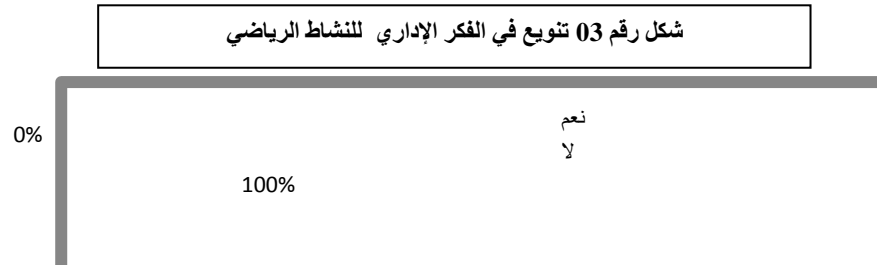 شكل رقم 03 تنويع في الفكر الإداري للنشاط الرياضي
نعم
0%
لا
100%